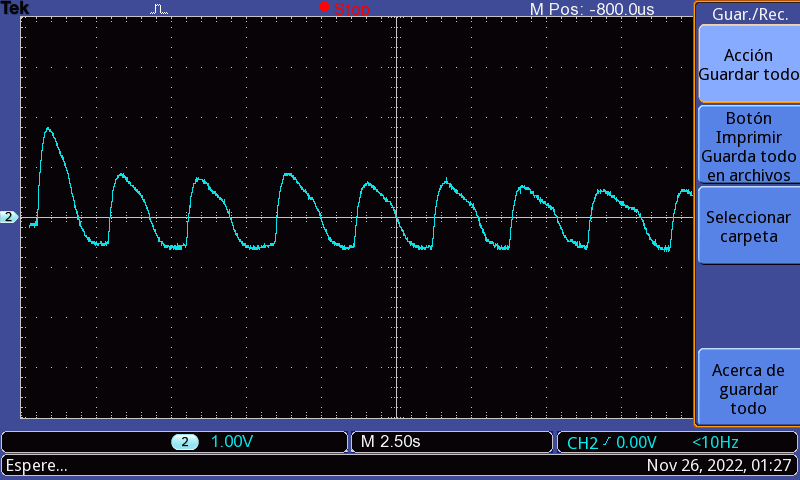 Tek
Stop
M Pos: -800.0us
Guar./Rec.
Acción
Guardar todo
Botón
Imprimir
Guarda todo
en archivos
Seleccionar
carpeta
Acerca de
guardar
todo
2
2 1.00V
M 2.50s
CH2 0.00V <10Hz
Espere...
Nov 26, 2022, 01:27